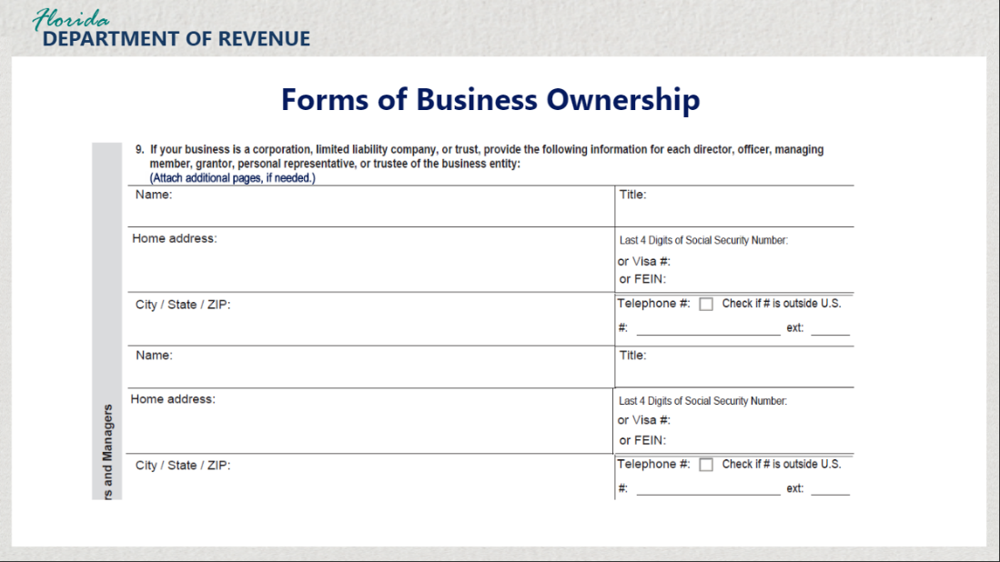 Florida
DEPARTMENT OF REVENUE
Forms of Business Ownership
9. If your business is a corporation, limited liability company, or trust, provide the following information for each director, officer, managing
member, grantor, personal representative, or trustee of the business entity:
(Attach additional pages, if needed.)
Name:
Title:
Home address:
Last 4 Digits of Social Security Number:
or Visa #:
or FEIN:
City / State / ZIP:
Telephone #: Check if # is outside U.S.
#: ext:
Name:
Title:
Home address:
Last 4 Digits of Social Security Number:
or Visa #:
or FEIN:
City / State / ZIP:
Telephone #: Check if # is outside U.S.
#: ext:
rs and Managers